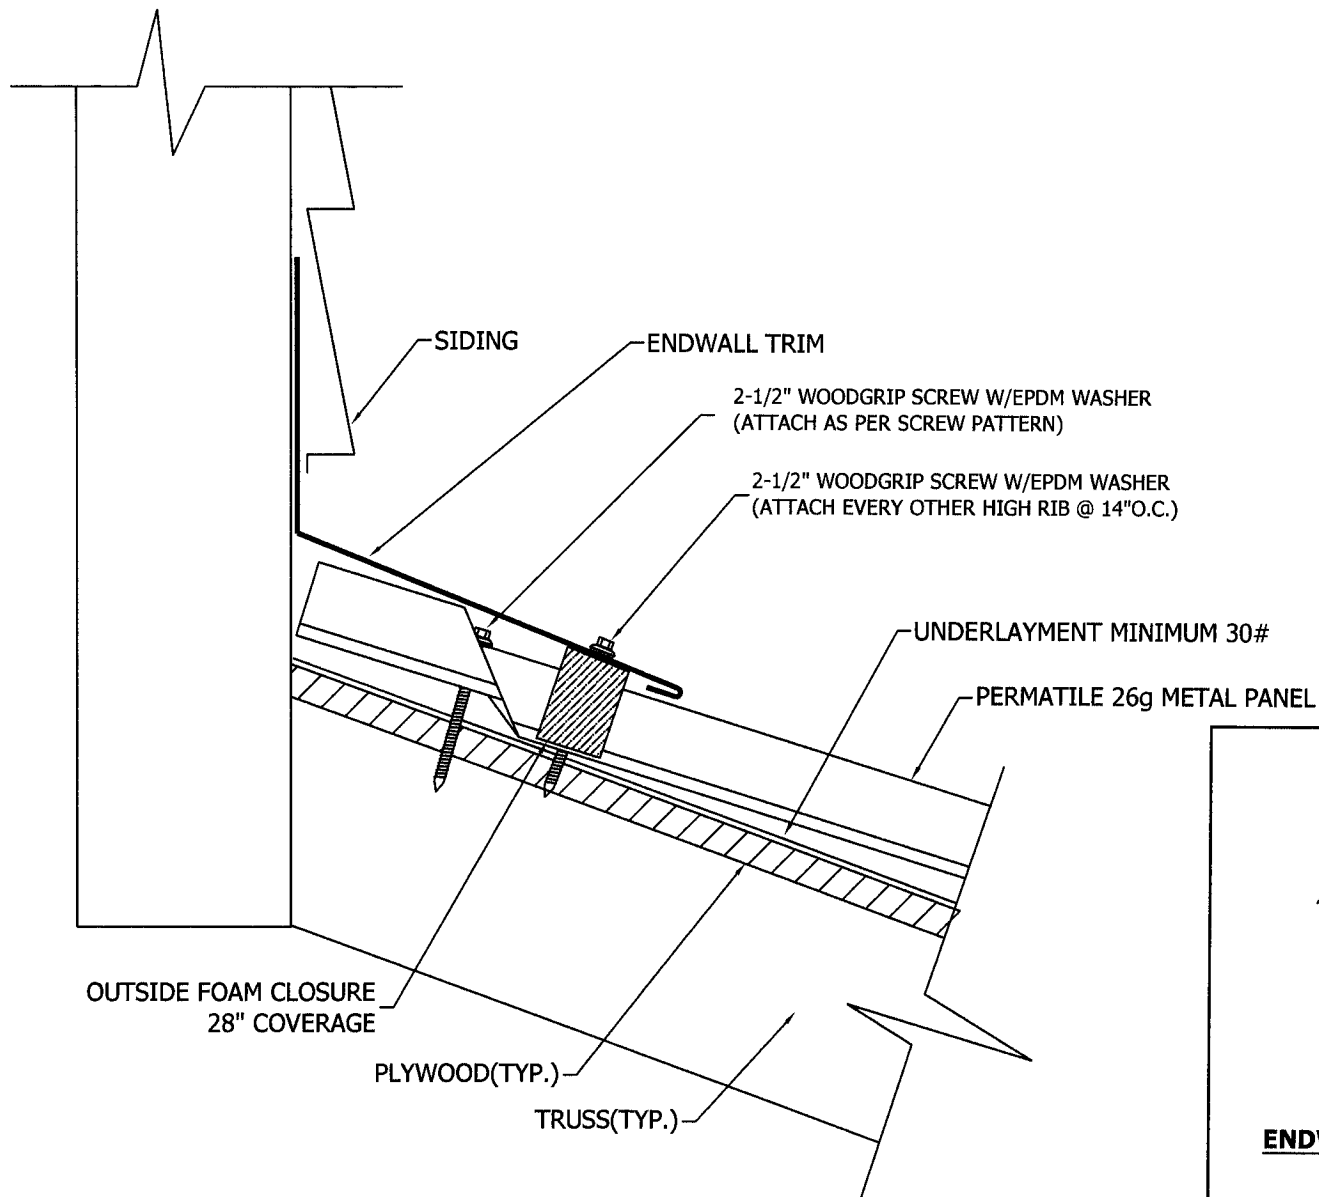 SIDING
ENDWALL TRIM
2-1/2" WOODGRIP SCREW W/EPDM WASHER
(ATTACH AS PER SCREW PATTERN)
2-1/2" WOODGRIP SCREW W/EPDM WASHER
(ATTACH EVERY OTHER HIGH RIB @ 14"O.C.)
UNDERLAYMENT MINIMUM 30#
PERMATILE 26g METAL PANEL
OUTSIDE FOAM CLOSURE
28" COVERAGE
PLYWOOD(TYP.)
TRUSS(TYP.)